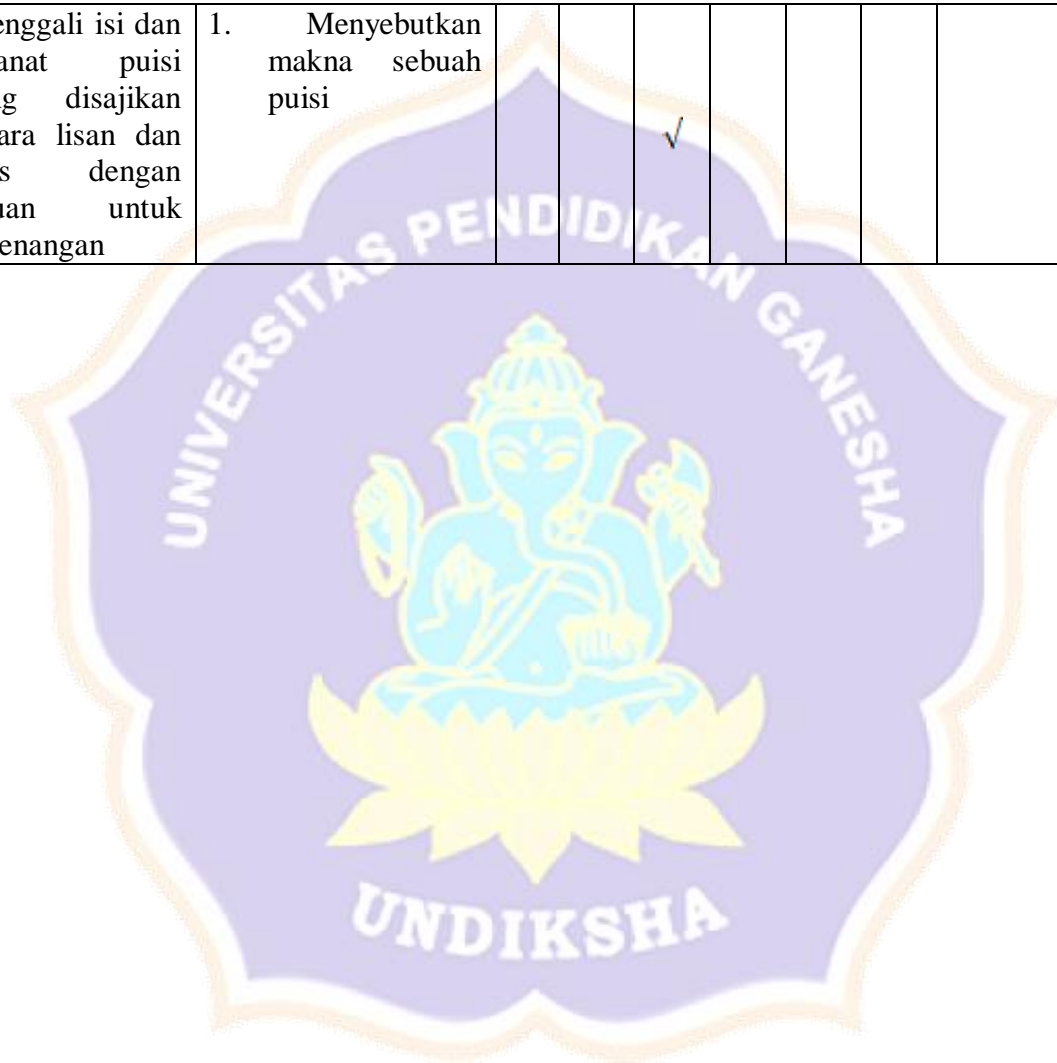 enggali isi dan
anat puisi
g disajikan
ara lisan dan
s dengan
uan untuk
enangan
1. Menyebutkan
makna sebuah
puisi
√
UNIVERSITAS PENDIDIKAN GANESHA
UNDIKSHA